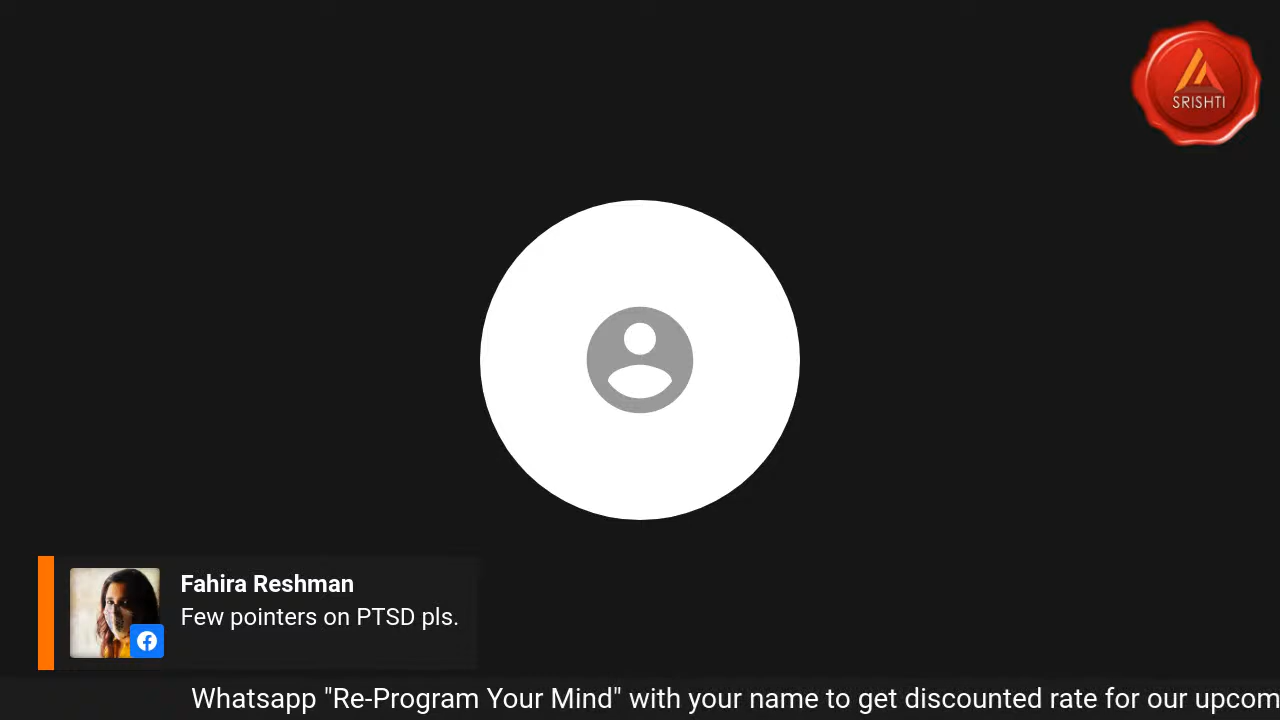 SRISHTI
Fahira Reshman
Few pointers on PTSD pls.
Whatsapp "Re-Program Your Mind" with your name to get discounted rate for our upcom